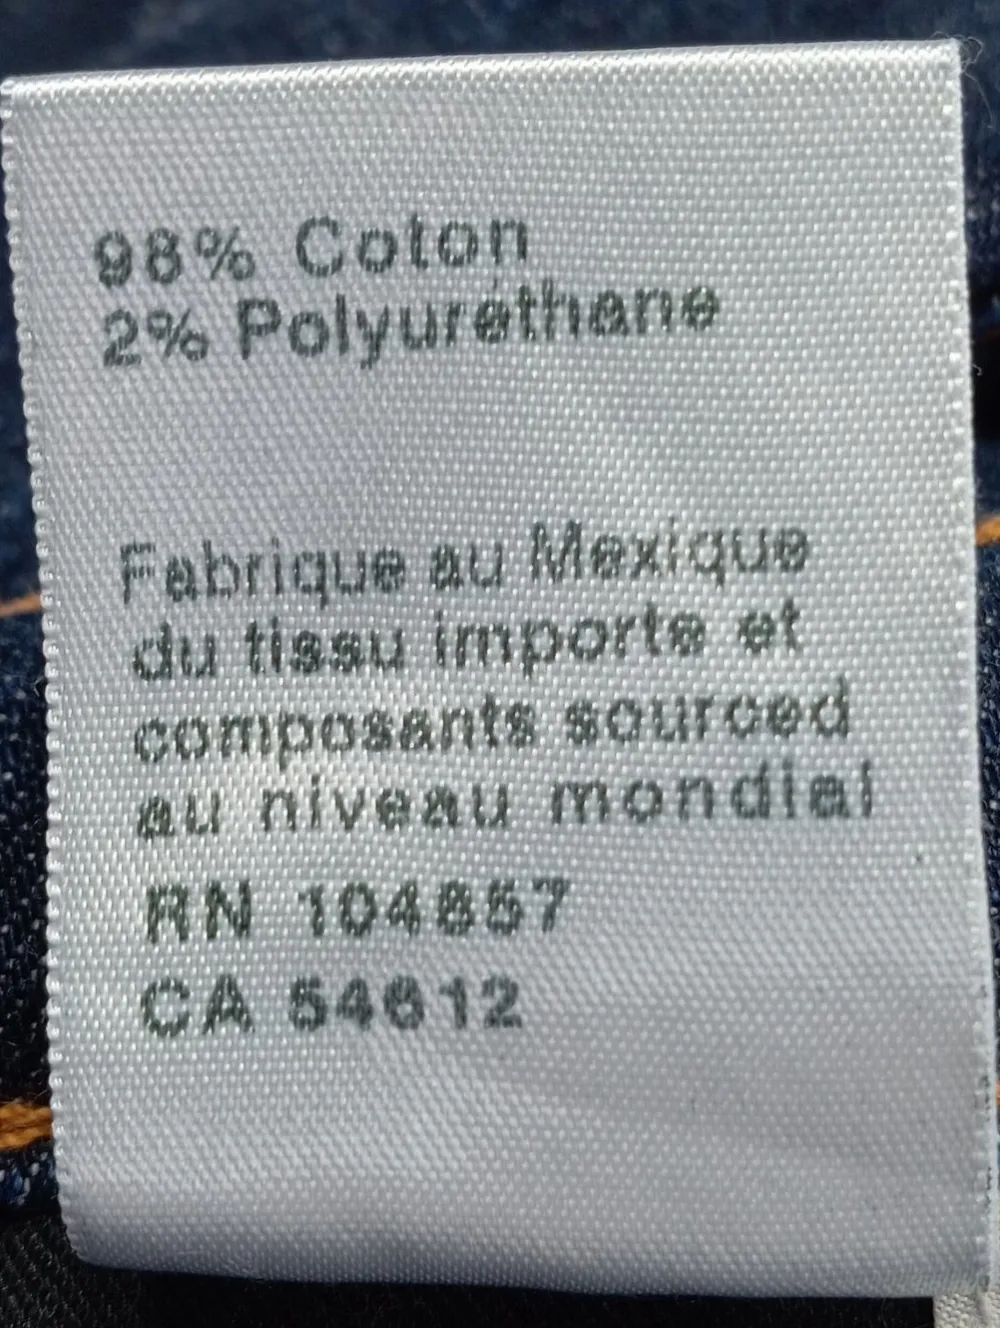 98% Coton
2% Polyuréthane
Fabrique au Mexique
du tissu importe et
composants sourced
au niveau mondial
RN 104857
CA 54612